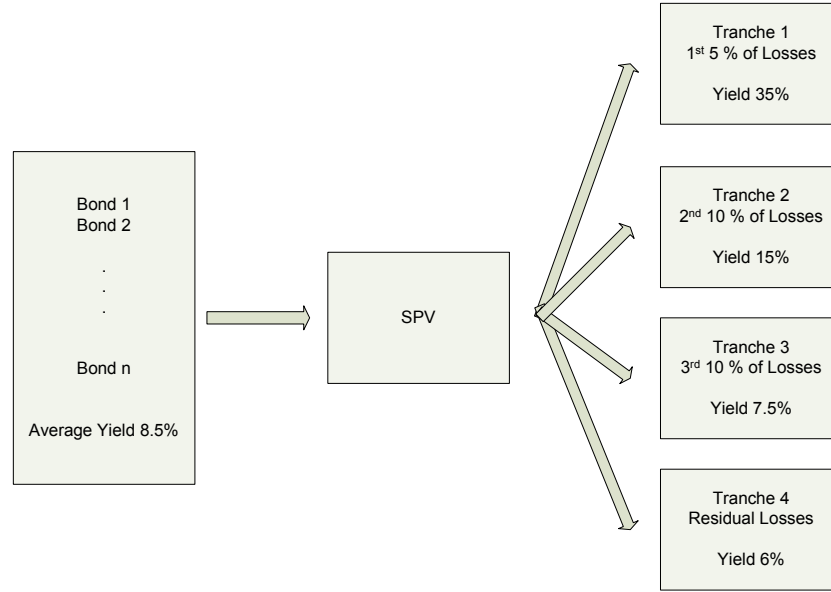 Bond 1
Bond 2
.
.
.
Bond n
Average Yield 8.5%
SPV
Tranche 1
1st 5 % of Losses
Yield 35%
Tranche 2
2nd 10 % of Losses
Yield 15%
Tranche 3
3rd 10 % of Losses
Yield 7.5%
Tranche 4
Residual Losses
Yield 6%